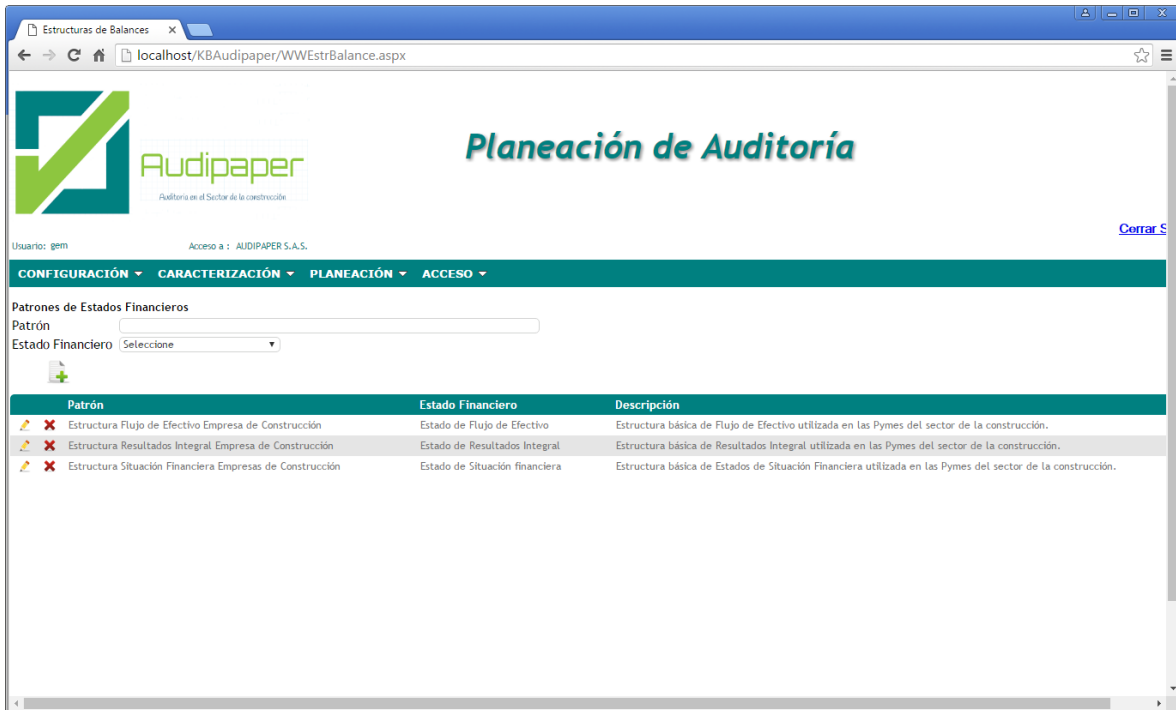 Estructuras de Balances
localhost/KBAudipaper/WWEstrBalance.aspx
Audipaper
Auditoria en el Sector de la construcción
Planeación de Auditoría
Cerrar S
Usuario: gem Acceso a : AUDIPAPER S.A.S.
CONFIGURACIÓN CARACTERIZACIÓN PLANEACIÓN ACCESO
Patrones de Estados Financieros
Patrón
Estado Financiero Seleccione
Patrón Estado Financiero Descripción
Estructura Flujo de Efectivo Empresa de Construcción Estado de Flujo de Efectivo Estructura básica de Flujo de Efectivo utilizada en las Pymes del sector de la construcción.
Estructura Resultados Integral Empresa de Construcción Estado de Resultados Integral Estructura básica de Resultados Integral utilizada en las Pymes del sector de la construcción.
Estructura Situación Financiera Empresas de Construcción Estado de Situación financiera Estructura básica de Estados de Situación Financiera utilizada en las Pymes del sector de la construcción.